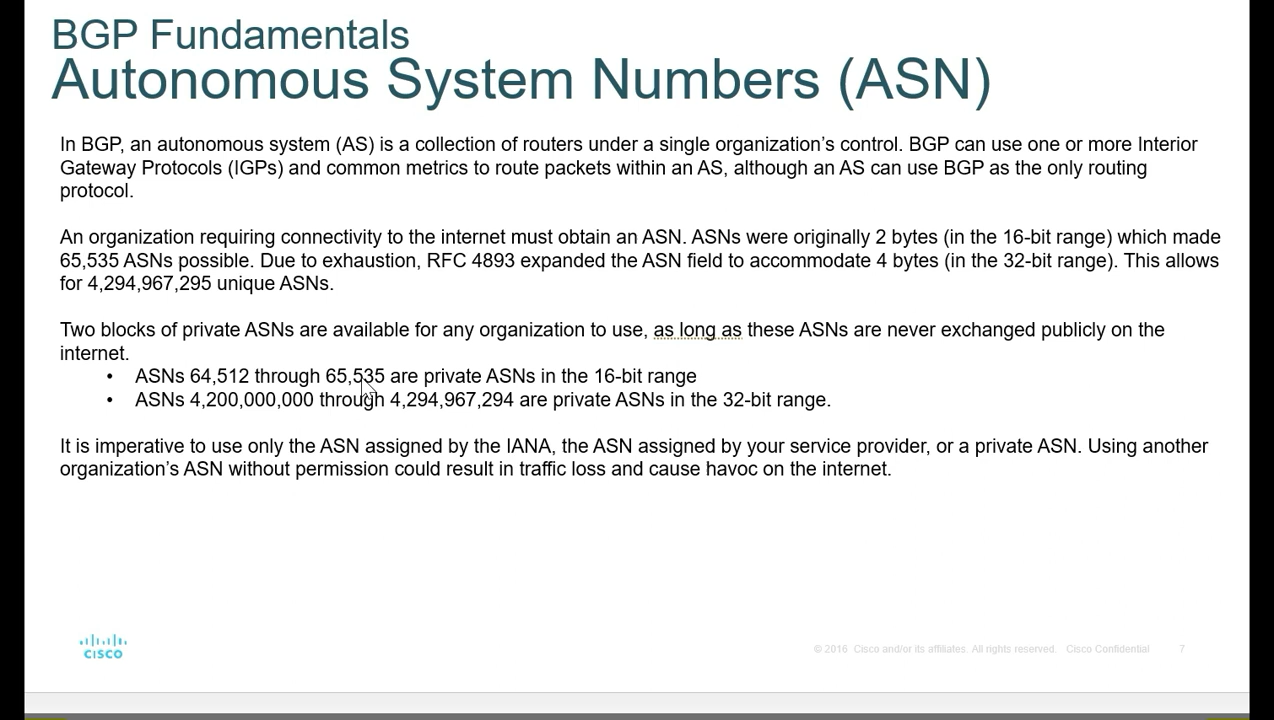 BGP Fundamentals
Autonomous System Numbers (ASN)
In BGP, an autonomous system (AS) is a collection of routers under a single organization’s control. BGP can use one or more Interior
Gateway Protocols (IGPs) and common metrics to route packets within an AS, although an AS can use BGP as the only routing
protocol.
An organization requiring connectivity to the internet must obtain an ASN. ASNs were originally 2 bytes (in the 16-bit range) which made
65,535 ASNs possible. Due to exhaustion, RFC 4893 expanded the ASN field to accommodate 4 bytes (in the 32-bit range). This allows
for 4,294,967,295 unique ASNs.
Two blocks of private ASNs are available for any organization to use, as long as these ASNs are never exchanged publicly on the
internet.
• ASNs 64,512 through 65,535 are private ASNs in the 16-bit range
• ASNs 4,200,000,000 through 4,294,967,294 are private ASNs in the 32-bit range.
It is imperative to use only the ASN assigned by the IANA, the ASN assigned by your service provider, or a private ASN. Using another
organization’s ASN without permission could result in traffic loss and cause havoc on the internet.
CISCO
© 2016 Cisco and/or its affiliates. All rights reserved. Cisco Confidential 7